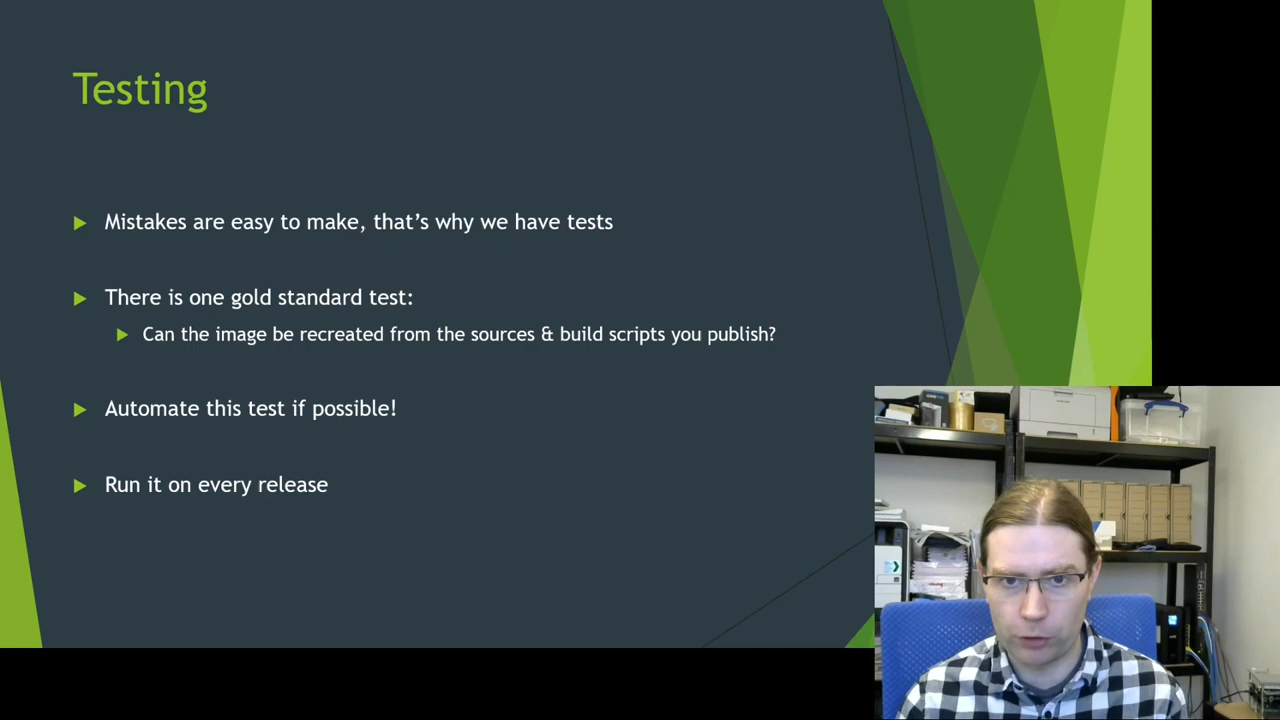 Testing
Mistakes are easy to make, that's why we have tests
There is one gold standard test:
Can the image be recreated from the sources & build scripts you publish?
Automate this test if possible!
Run it on every release